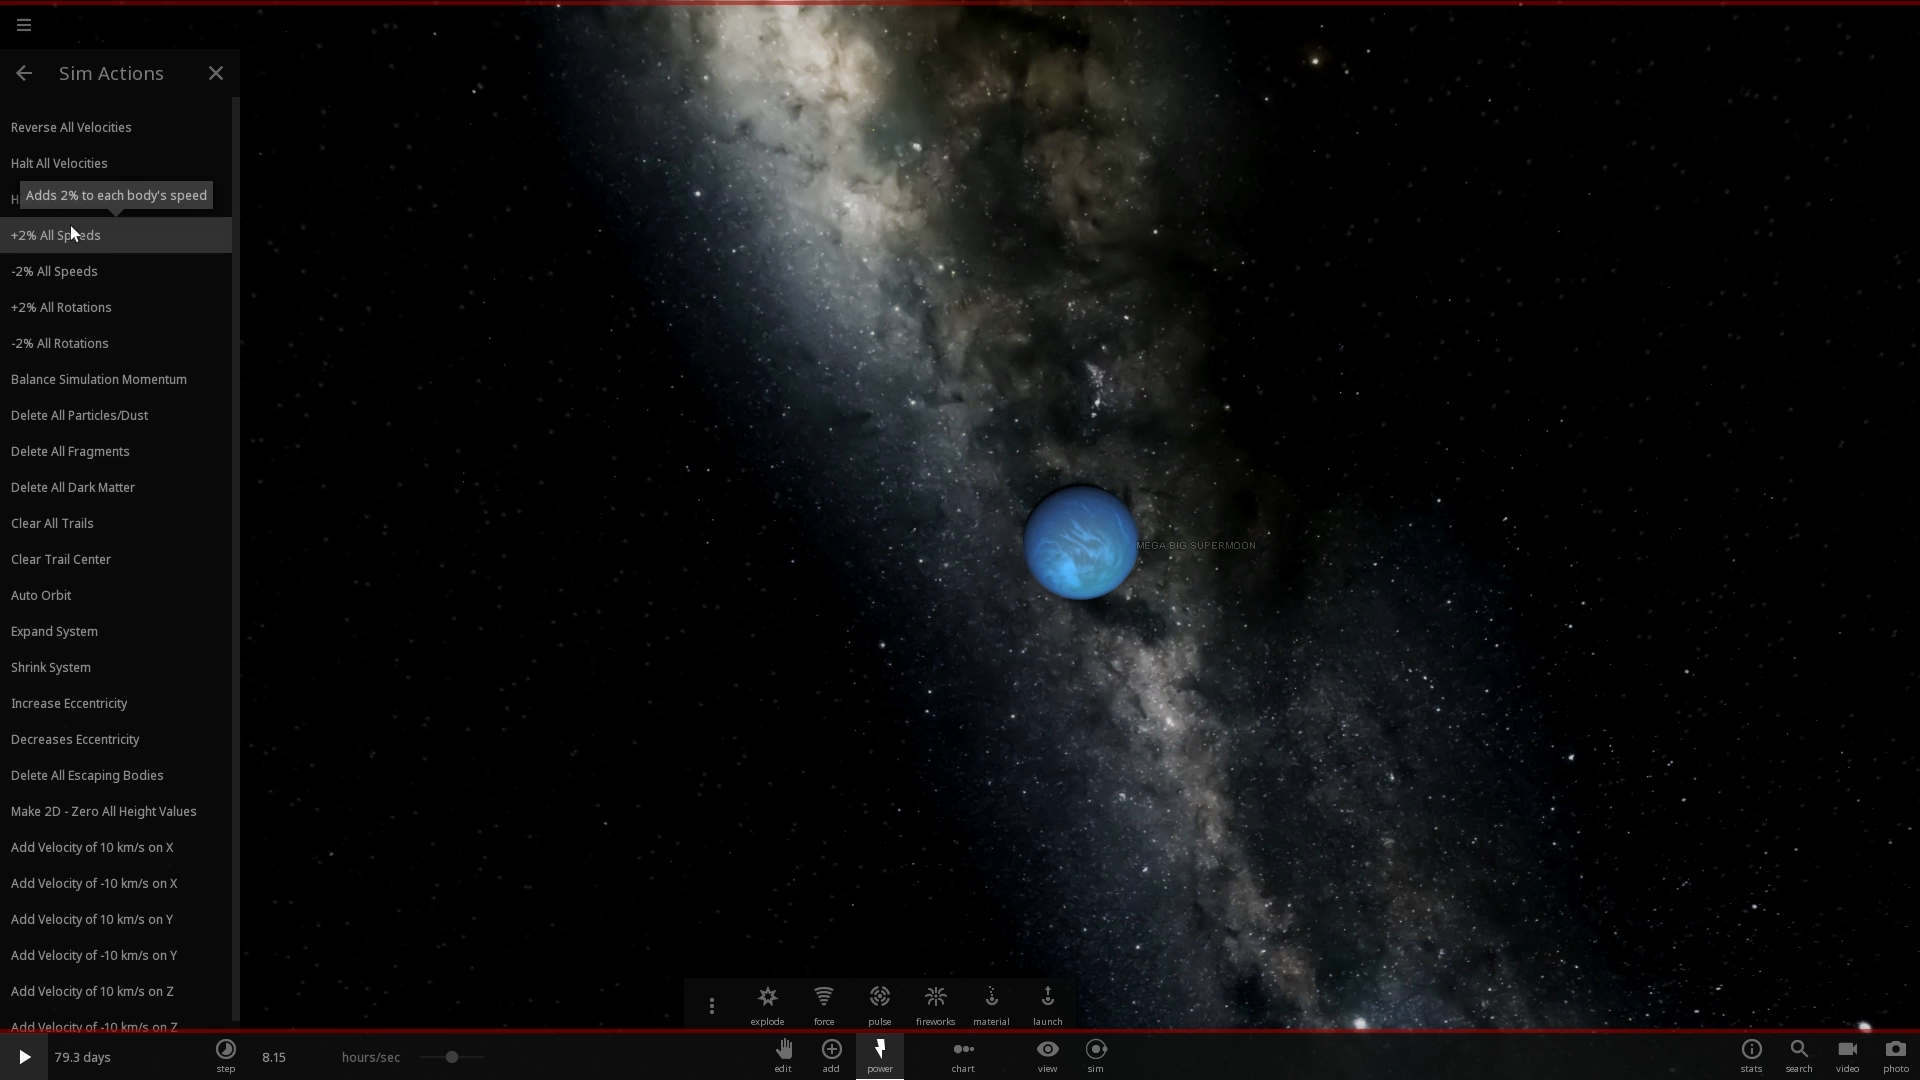 Sim Actions
Reverse All Velocities
Halt All Velocities
Adds 2% to each body's speed
+2% All Speeds
-2% All Speeds
+2% All Rotations
-2% All Rotations
Balance Simulation Momentum
Delete All Particles/Dust
Delete All Fragments
Delete All Dark Matter
Clear All Trails
Clear Trail Center
Auto Orbit
Expand System
Shrink System
Increase Eccentricity
Decreases Eccentricity
Delete All Escaping Bodies
Make 2D - Zero All Height Values
Add Velocity of 10 km/s on X
Add Velocity of -10 km/s on X
Add Velocity of 10 km/s on Y
Add Velocity of -10 km/s on Y
Add Velocity of 10 km/s on Z
Add Velocity of -10 km/s on Z
MEGA BIG SUPERMOON
explode force pulse fireworks material launch
79.3 days step 8.15 hours/sec edit add power chart view sim stats search video photo